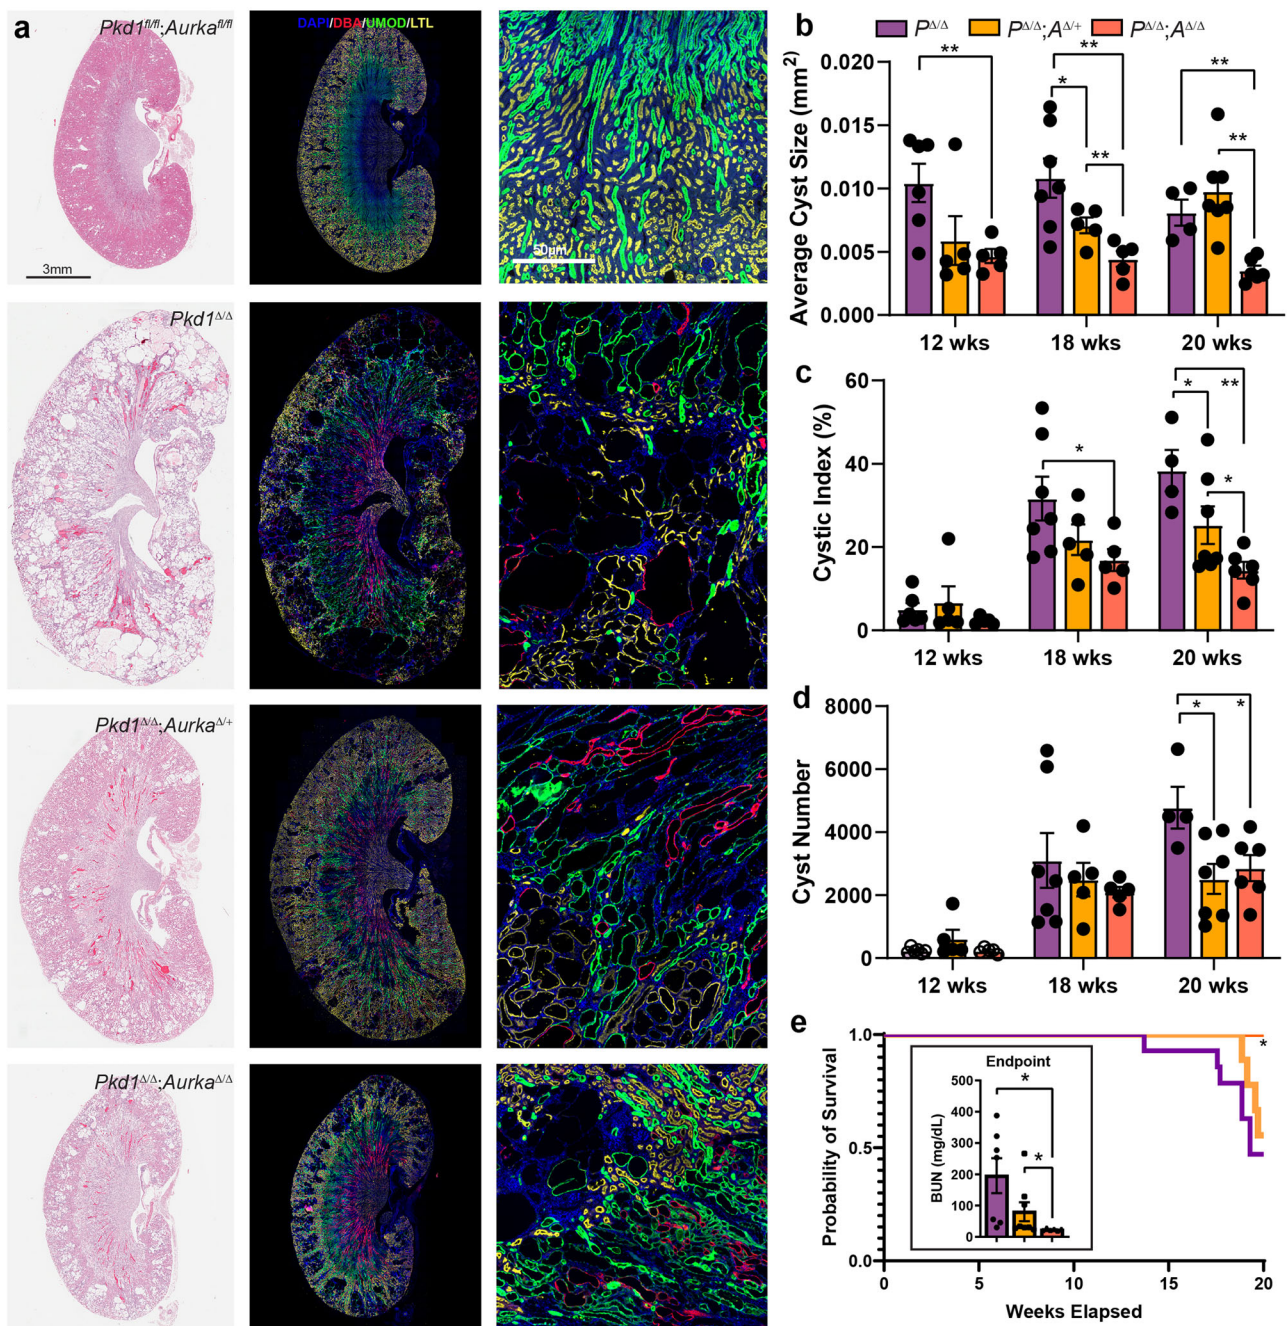 a
Pkd1fl/fl;Aurkafl/fl
DAPI/DBA/UMOD/LTL
3mm
50μm
Pkd1Δ/Δ
Pkd1Δ/Δ;AurkaΔ/+
Pkd1Δ/Δ;AurkaΔ/Δ
b
PΔ/Δ PΔ/Δ;AΔ/+ PΔ/Δ;AΔ/Δ
Average Cyst Size (mm2)
0.020
0.015
0.010
0.005
0.000
** ** * ** ** **
12 wks 18 wks 20 wks
c
Cystic Index (%)
60
40
20
0
* * ** *
12 wks 18 wks 20 wks
d
Cyst Number
8000
6000
4000
2000
0
* *
12 wks 18 wks 20 wks
e
Probability of Survival
1.0
0.5
0.0
*
Endpoint
BUN (mg/dL)
500
400
300
200
100
0
*
*
0 5 10 15 20
Weeks Elapsed